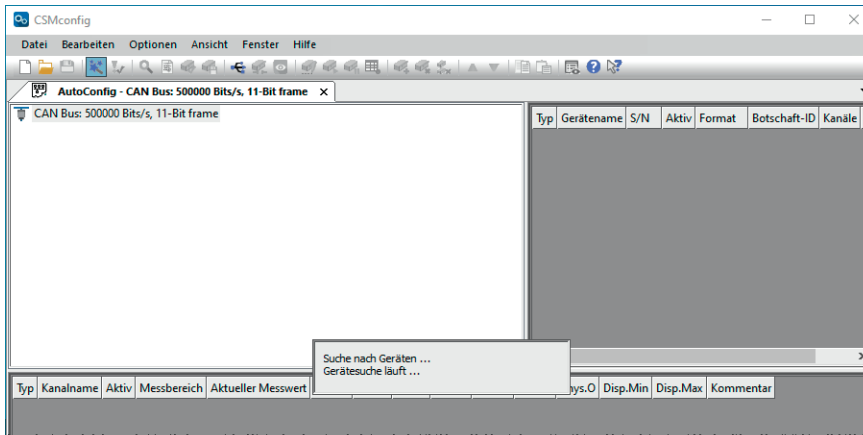 CSMconfig
Datei Bearbeiten Optionen Ansicht Fenster Hilfe
AutoConfig - CAN Bus: 500000 Bits/s, 11-Bit frame x
CAN Bus: 500000 Bits/s, 11-Bit frame
Typ Gerätename S/N Aktiv Format Botschaft-ID Kanäle
Suche nach Geräten ...
Gerätesuche läuft ...
Typ Kanalname Aktiv Messbereich Aktueller Messwert hys.O Disp.Min Disp.Max Kommentar